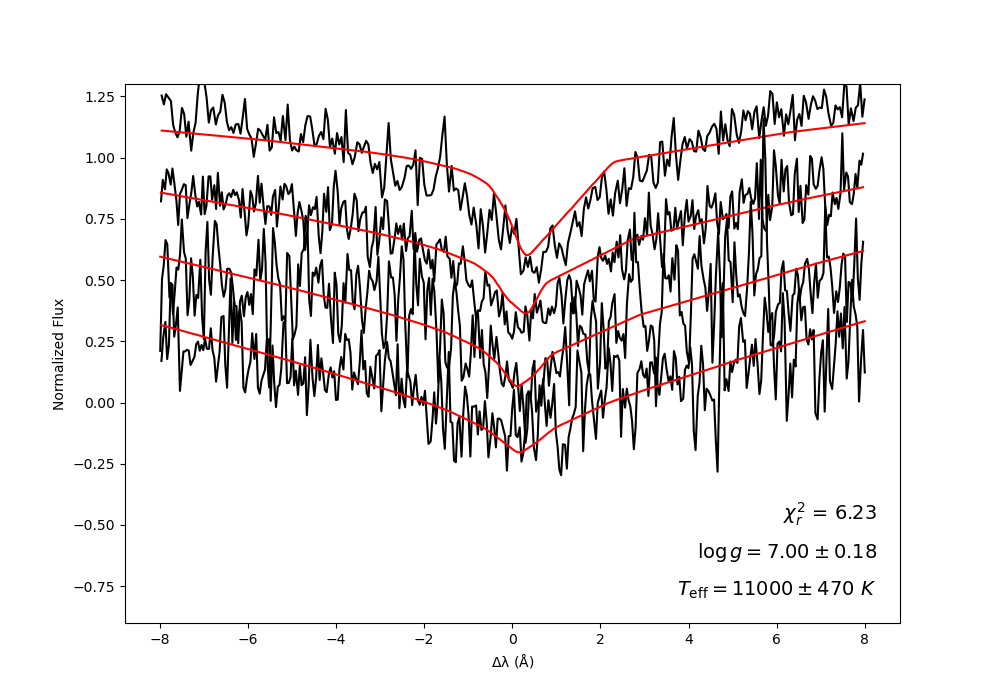 1.25
1.00
0.75
0.50
0.25
0.00
−0.25
−0.50
−0.75
Normalized Flux
χ²ᵣ = 6.23
log g = 7.00 ± 0.18
T_eff = 11000 ± 470 K
−8 −6 −4 −2 0 2 4 6 8
Δλ (Å)